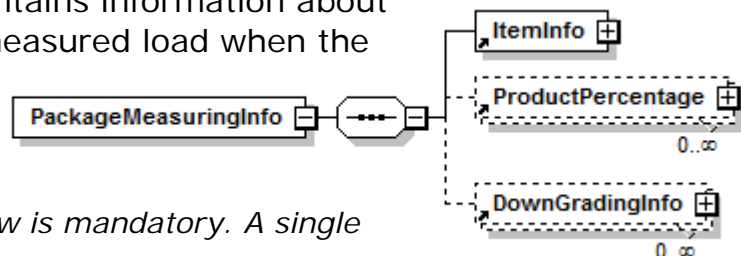 ntains information about
measured load when the
ItemInfo
ProductPercentage
0..∞
PackageMeasuringInfo
DownGradingInfo
0..∞
w is mandatory. A single